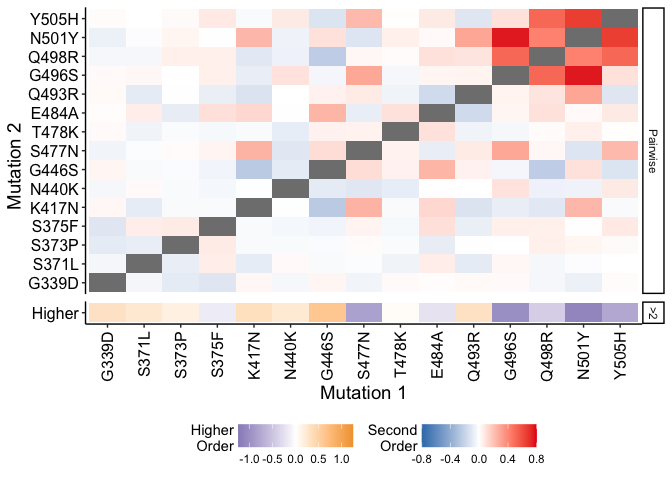 Mutation 2
Y505H
N501Y
Q498R
G496S
Q493R
E484A
T478K
S477N
G446S
N440K
K417N
S375F
S373P
S371L
G339D
Higher
Pairwise
>2
G339D S371L S373P S375F K417N N440K G446S S477N T478K E484A Q493R G496S Q498R N501Y Y505H
Mutation 1
Higher Order
-1.0 -0.5 0.0 0.5 1.0
Second Order
-0.8 -0.4 0.0 0.4 0.8